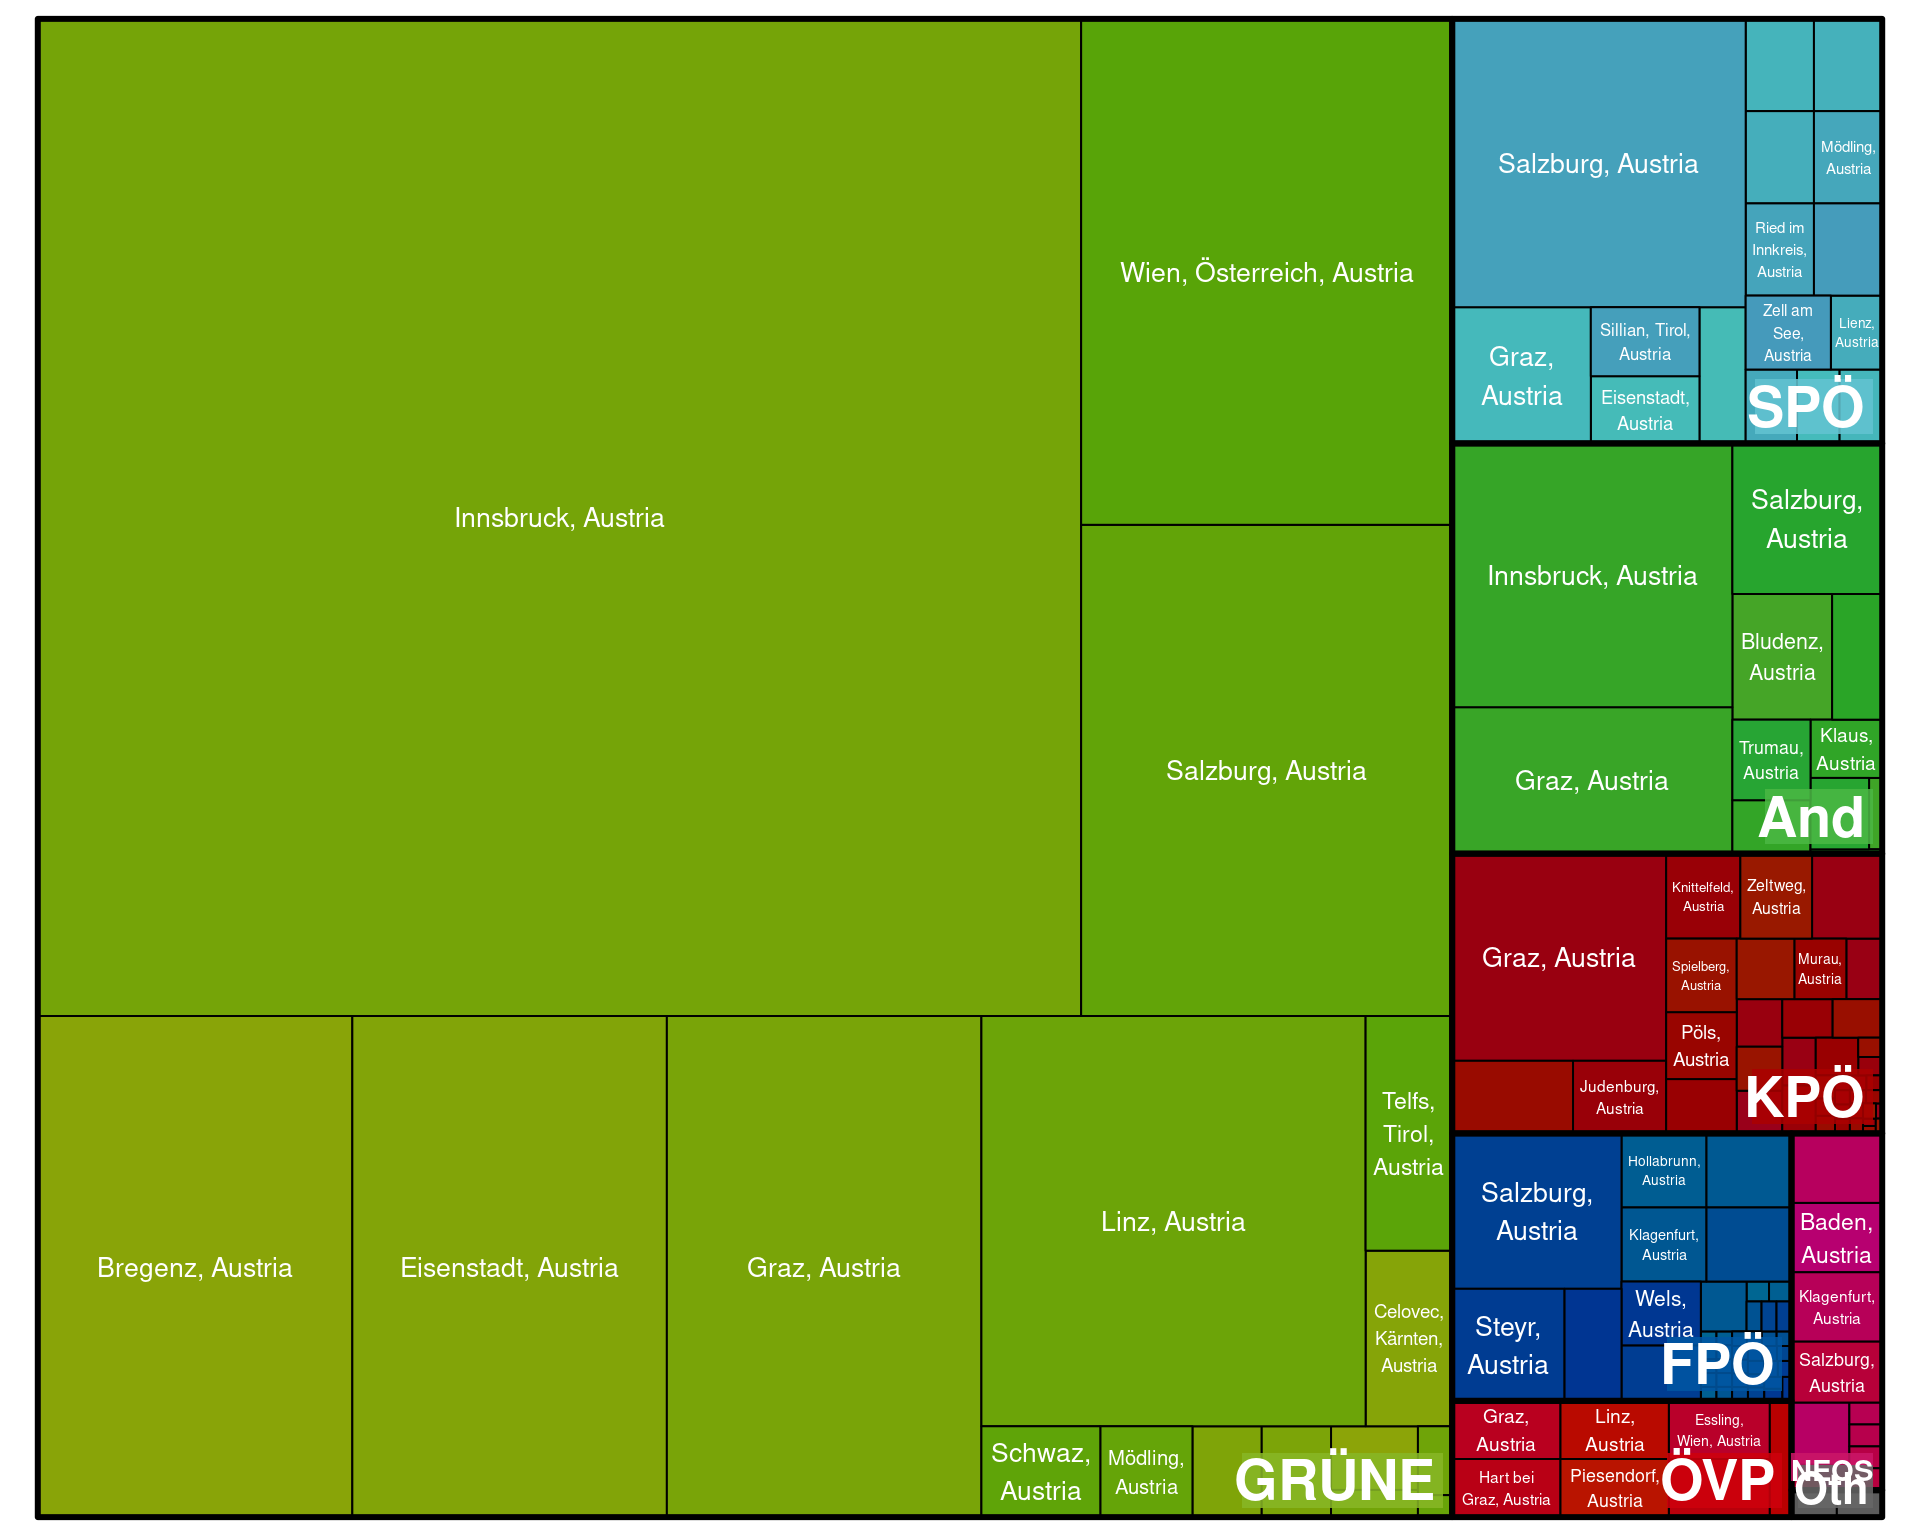 Innsbruck, Austria
Wien, Österreich, Austria
Salzburg, Austria
Bregenz, Austria
Eisenstadt, Austria
Graz, Austria
Linz, Austria
Telfs,
Tirol,
Austria
Celovec,
Kärnten,
Austria
Schwaz,
Austria
Mödling,
Austria
GRÜNE
Salzburg, Austria
Mödling,
Austria
Ried im
Innkreis,
Austria
Zell am
See,
Austria
Lienz,
Austria
Graz,
Austria
Sillian, Tirol,
Austria
Eisenstadt,
Austria
SPÖ
Innsbruck, Austria
Salzburg,
Austria
Bludenz,
Austria
Graz, Austria
Trumau,
Austria
Klaus,
Austria
And
Graz, Austria
Knittelfeld,
Austria
Zeltweg,
Austria
Spielberg,
Austria
Murau,
Austria
Pöls,
Austria
Judenburg,
Austria
KPÖ
Salzburg,
Austria
Hollabrunn,
Austria
Klagenfurt,
Austria
Steyr,
Austria
Wels,
Austria
FPÖ
Baden,
Austria
Klagenfurt,
Austria
Salzburg,
Austria
NEOS
Graz,
Austria
Linz,
Austria
Essling,
Wien, Austria
Hart bei
Graz, Austria
Piesendorf,
Austria
ÖVP
Oth